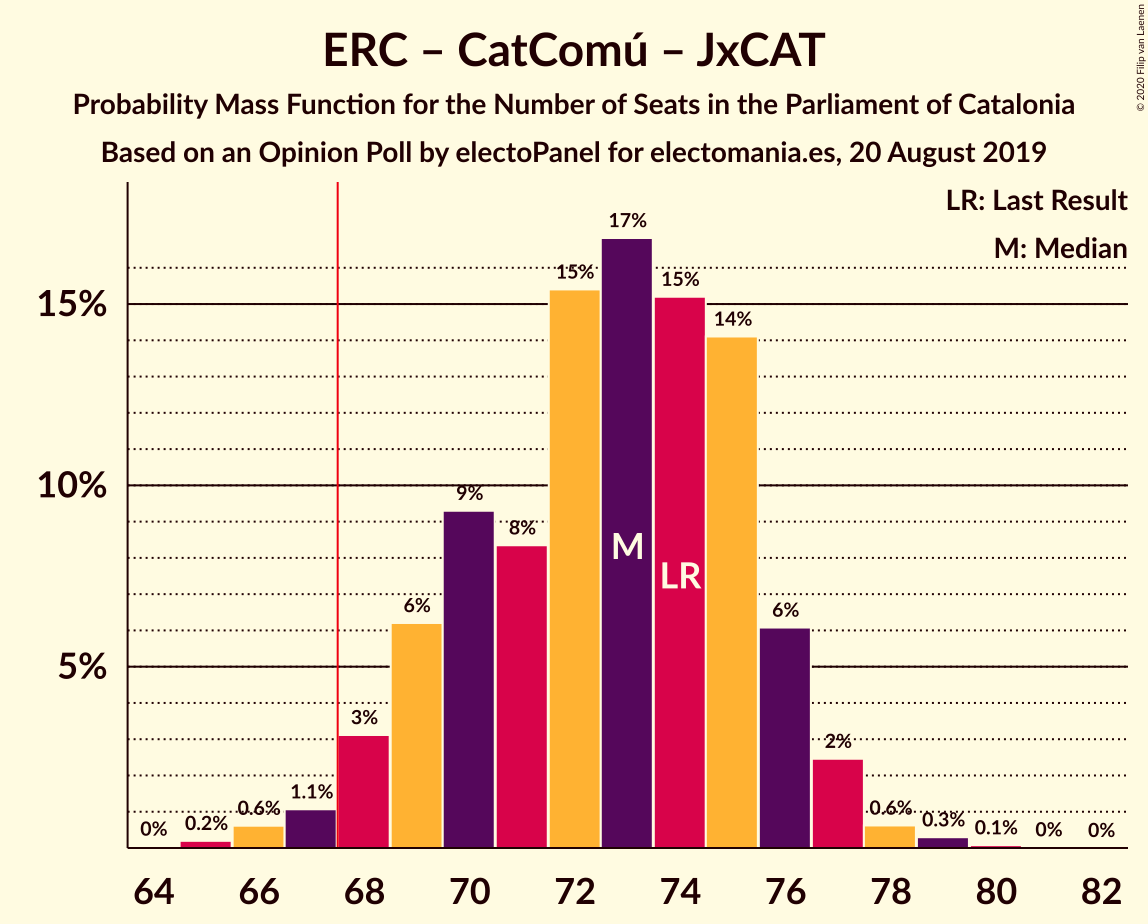 ERC – CatComú – JxCAT
Probability Mass Function for the Number of Seats in the Parliament of Catalonia
Based on an Opinion Poll by electoPanel for electomania.es, 20 August 2019
© 2020 Filip van Laenen
LR: Last Result
M: Median
15%
10%
5%
0%
0.2%
0.6%
1.1%
3%
6%
9%
8%
15%
17%
15%
14%
6%
2%
0.6%
0.3%
0.1%
0%
0%
M
LR
64 66 68 70 72 74 76 78 80 82